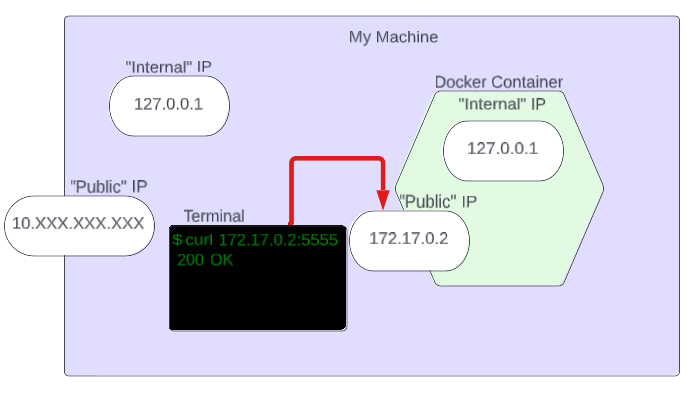 My Machine
"Internal" IP
127.0.0.1
Docker Container
"Internal" IP
127.0.0.1
"Public" IP
10.XXX.XXX.XXX
Terminal
$ curl 172.17.0.2:5555
200 OK
"Public" IP
172.17.0.2